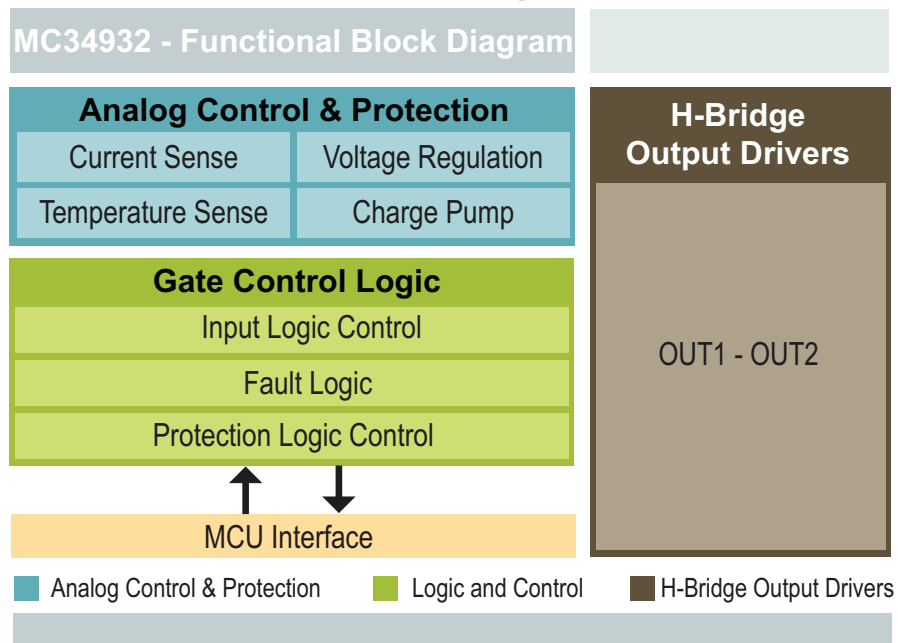 MC34932 - Functional Block Diagram
Analog Control & Protection
Current Sense
Voltage Regulation
Temperature Sense
Charge Pump
H-Bridge
Output Drivers
OUT1 - OUT2
Gate Control Logic
Input Logic Control
Fault Logic
Protection Logic Control
MCU Interface
Analog Control & Protection
Logic and Control
H-Bridge Output Drivers